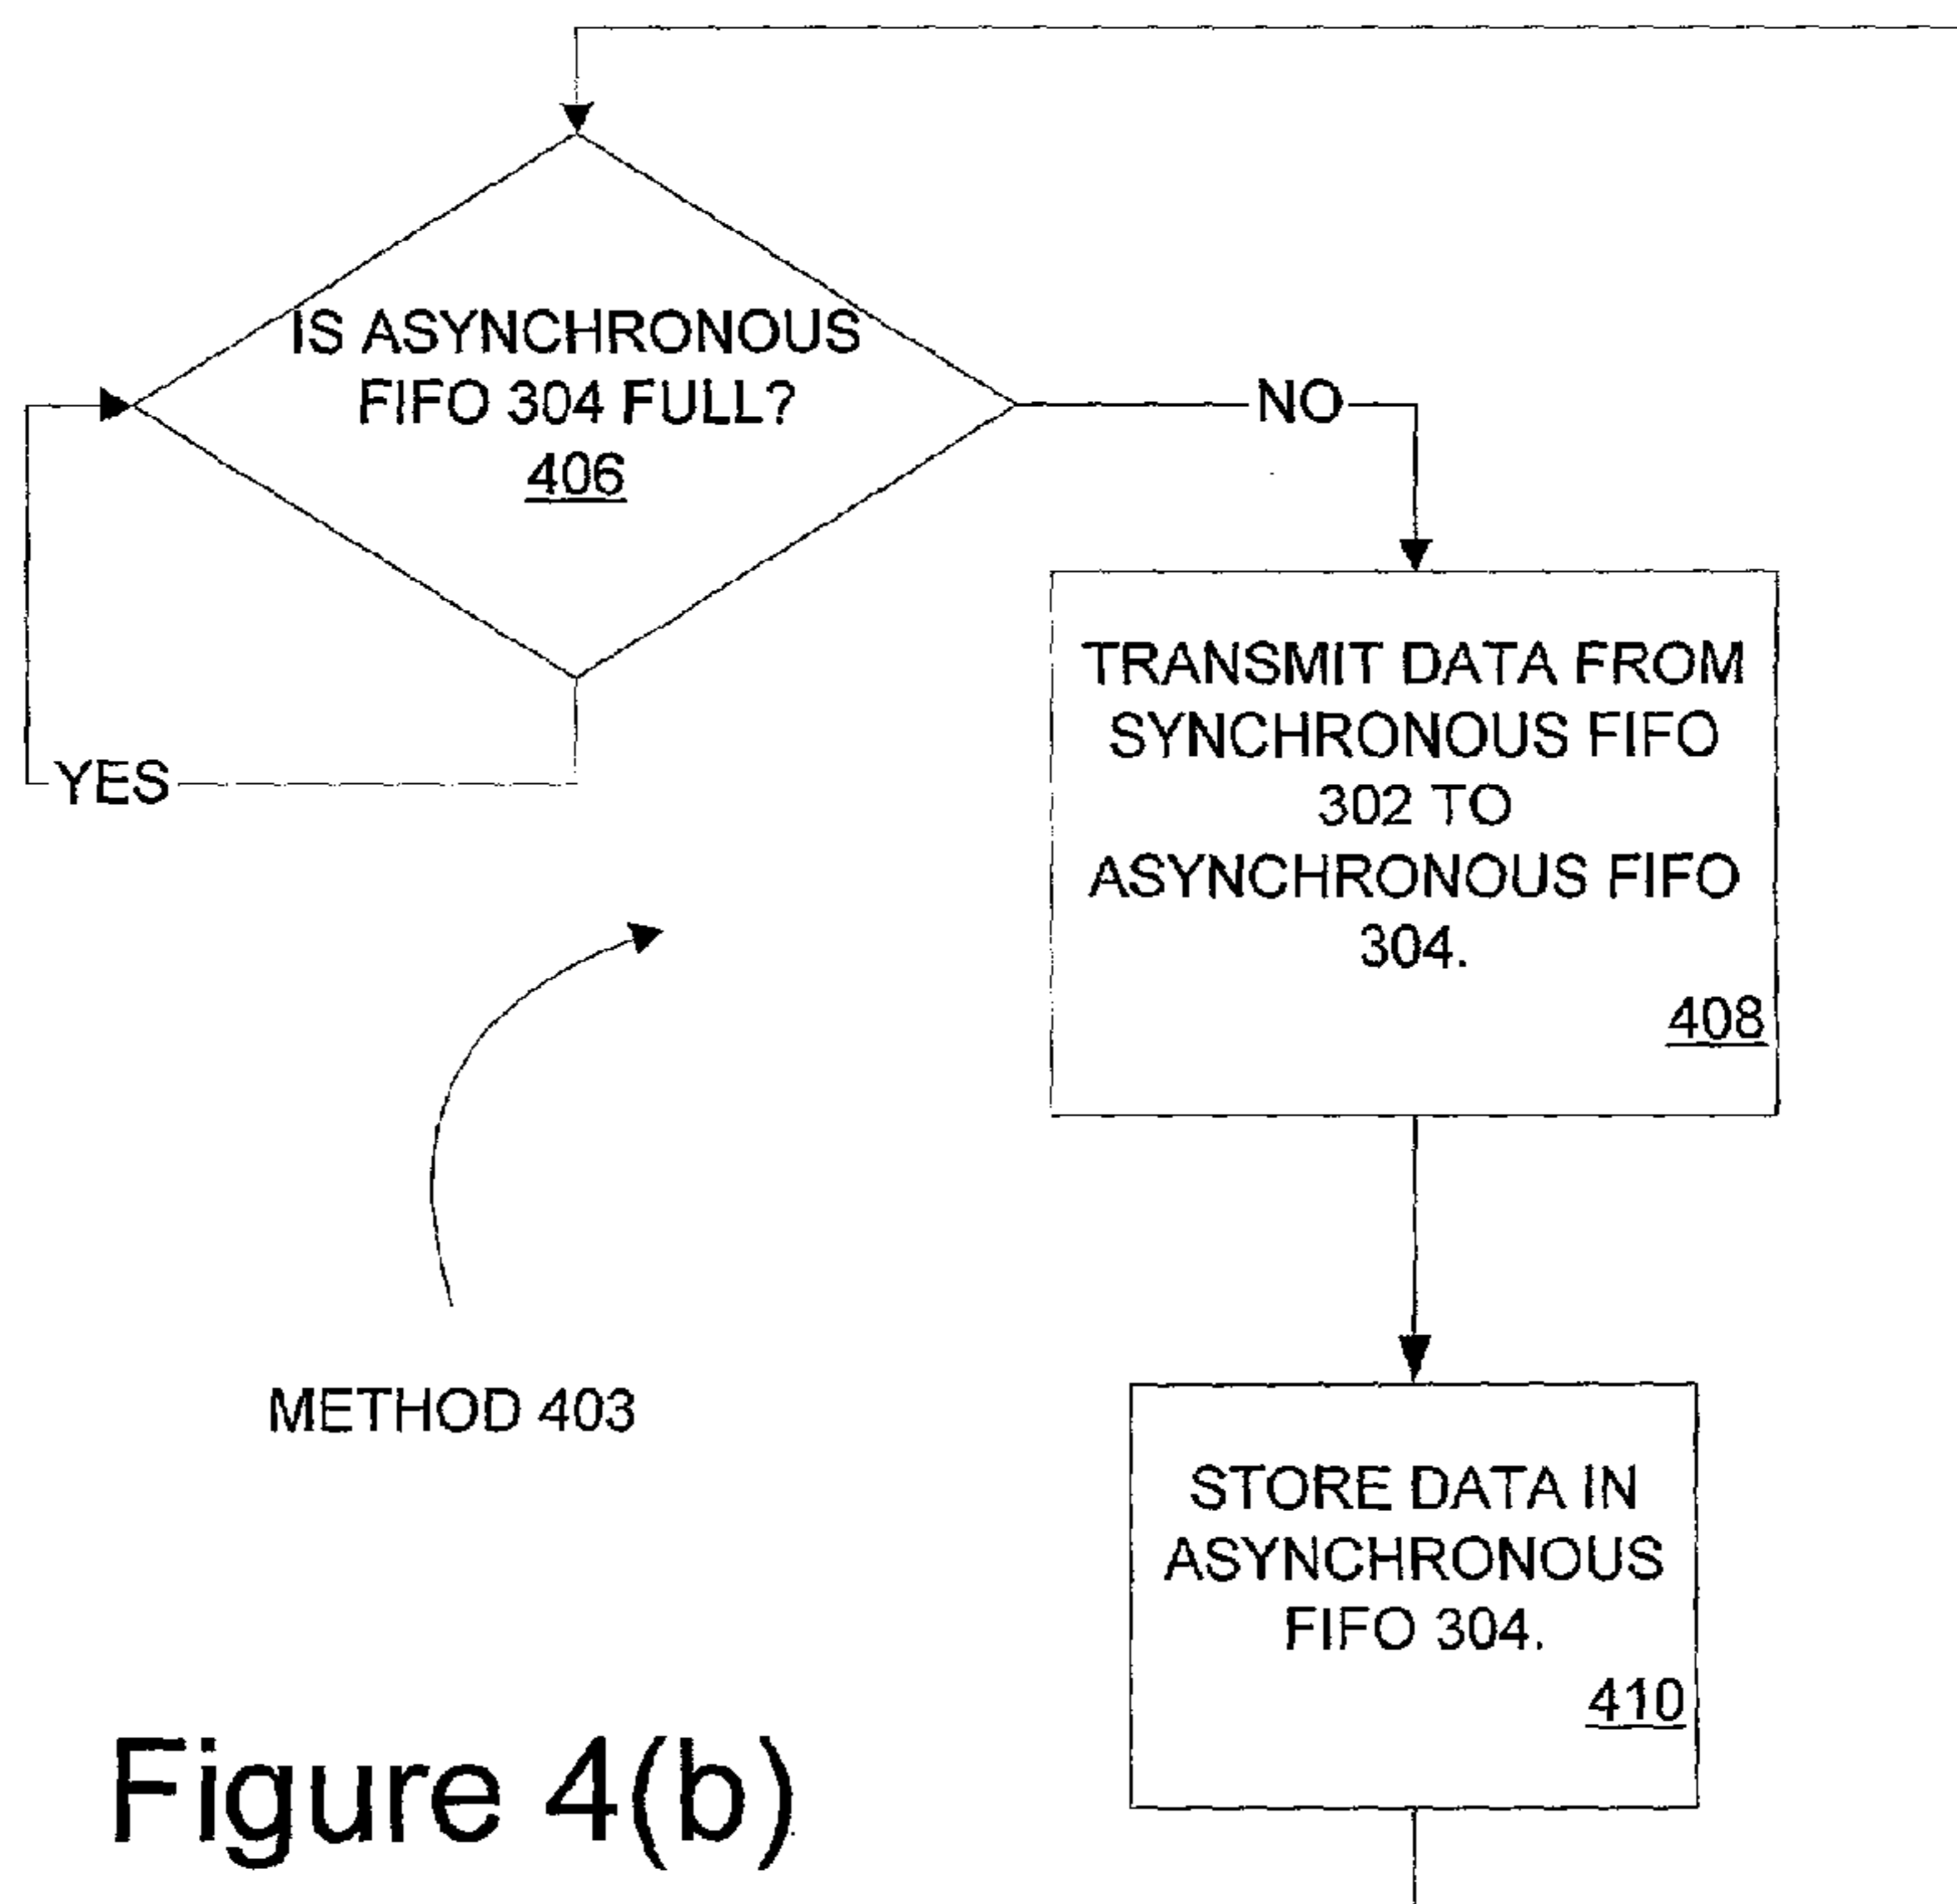 IS ASYNCHRONOUS
FIFO 304 FULL?
406
NO
YES
TRANSMIT DATA FROM
SYNCHRONOUS FIFO
302 TO
ASYNCHRONOUS FIFO
304.
408
METHOD 403
STORE DATA IN
ASYNCHRONOUS
FIFO 304.
410
Figure 4(b)